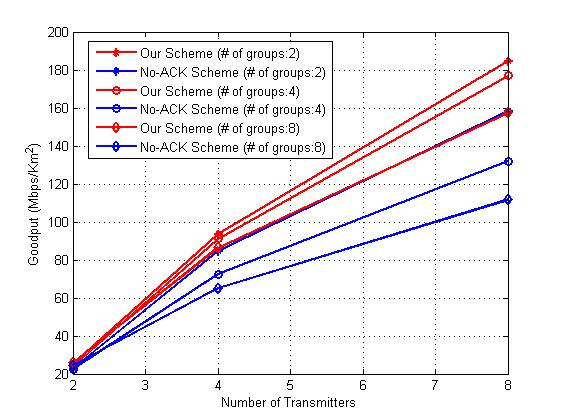 200
180
160
140
120
100
80
60
40
20
Goodput (Mbps/Km²)
Our Scheme (# of groups:2)
No-ACK Scheme (# of groups:2)
Our Scheme (# of groups:4)
No-ACK Scheme (# of groups:4)
Our Scheme (# of groups:8)
No-ACK Scheme (# of groups:8)
2 3 4 5 6 7 8
Number of Transmitters